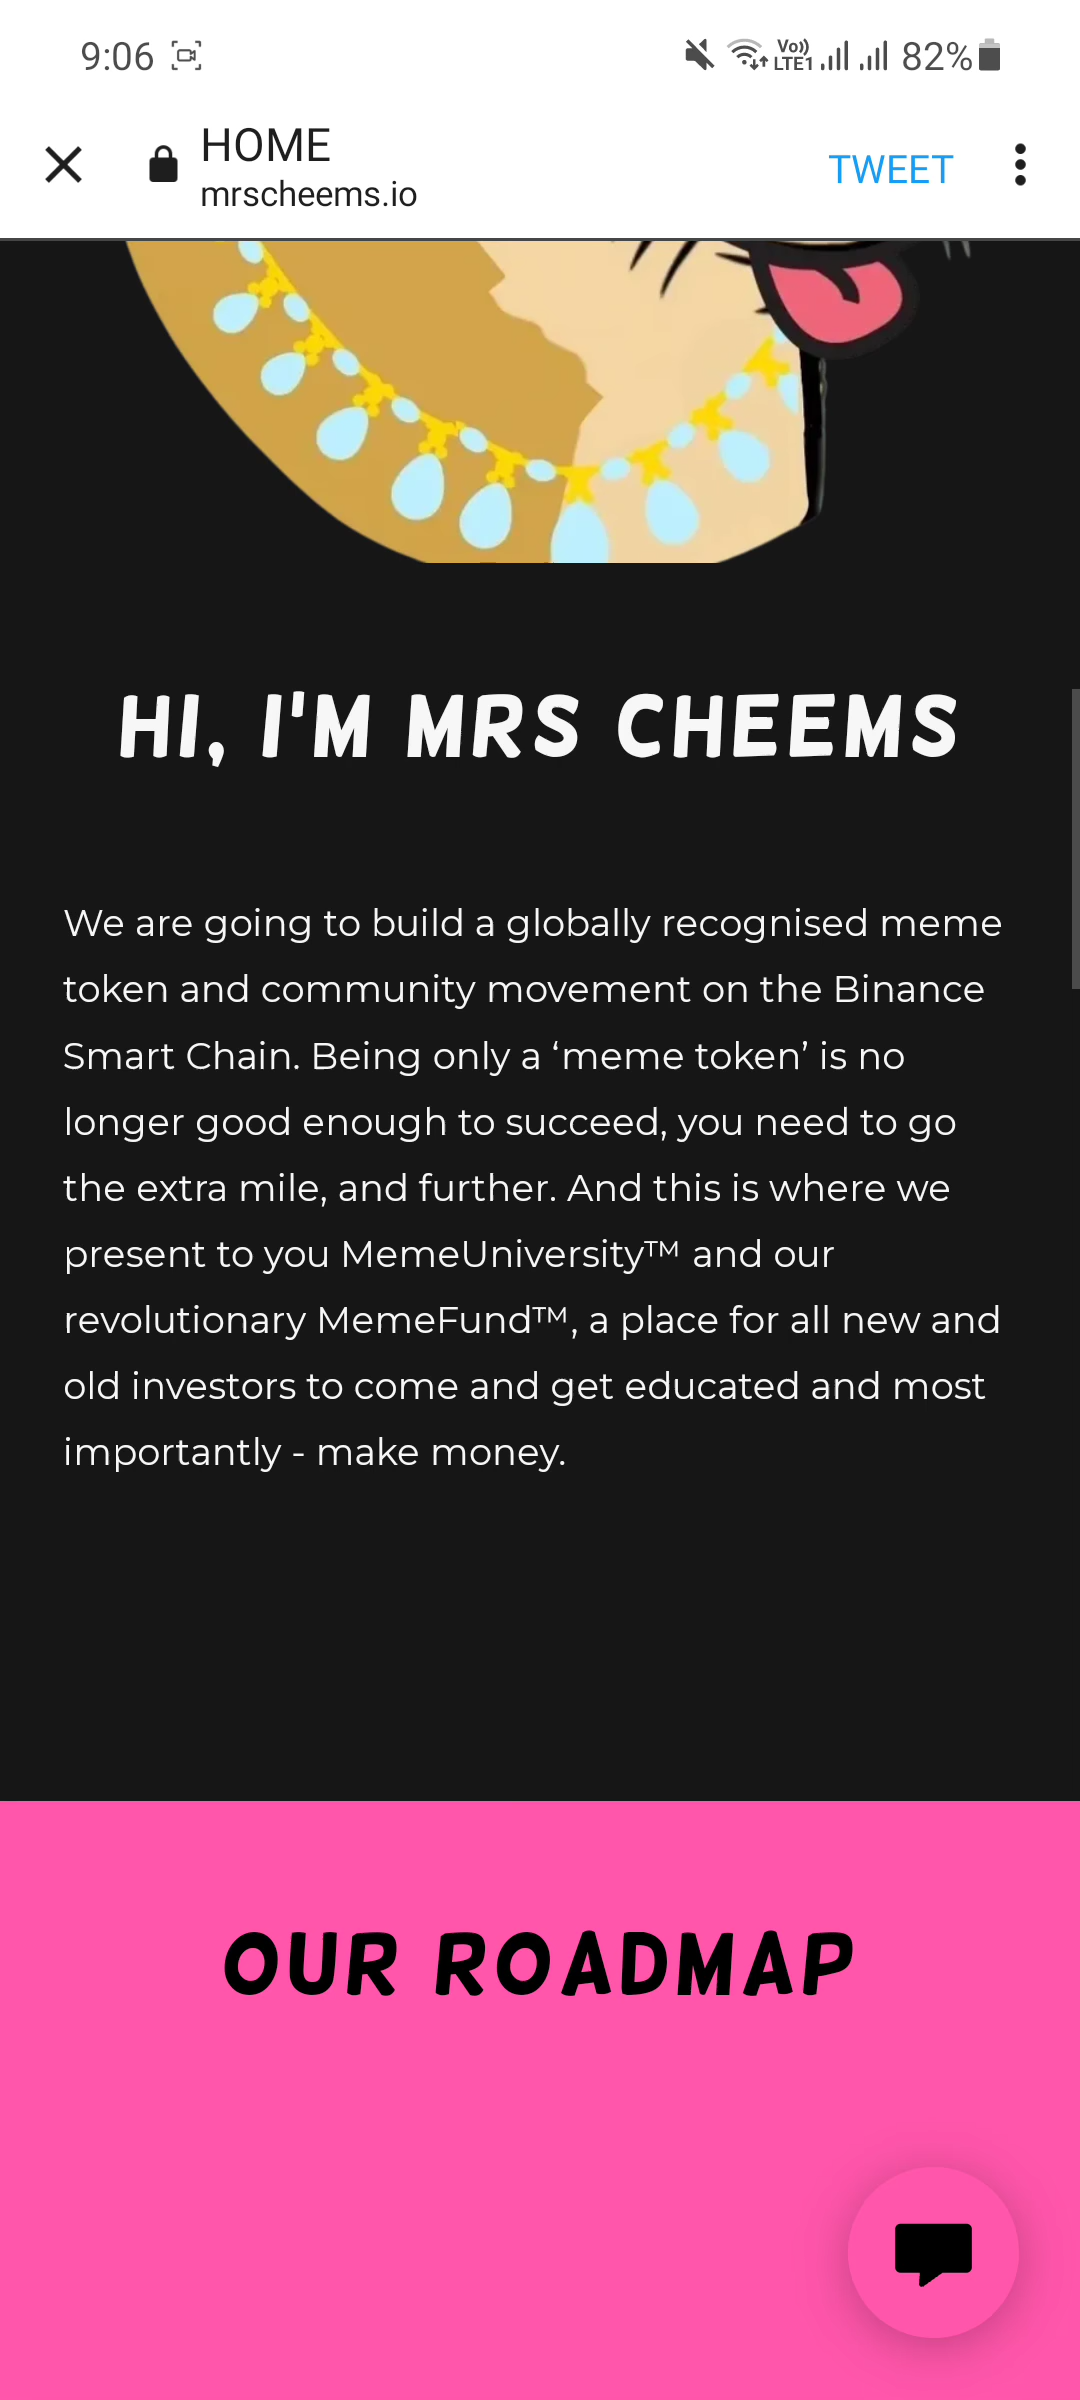 9:06
Vo))
LTE1
82%
HOME
mrscheems.io
TWEET
HI, I'M MRS CHEEMS
We are going to build a globally recognised meme
token and community movement on the Binance
Smart Chain. Being only a ‘meme token’ is no
longer good enough to succeed, you need to go
the extra mile, and further. And this is where we
present to you MemeUniversity™ and our
revolutionary MemeFund™, a place for all new and
old investors to come and get educated and most
importantly - make money.
OUR ROADMAP